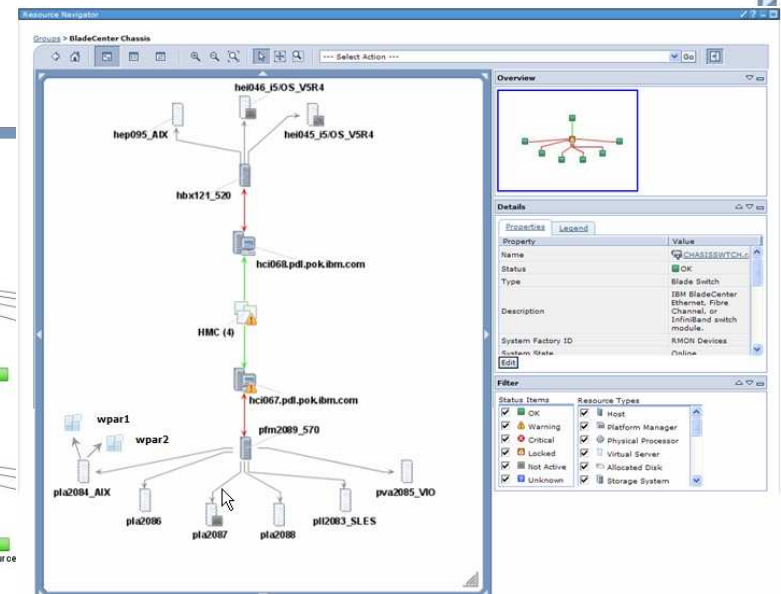 Resource Navigator
Groups > BladeCenter Chassis
--- Select Action ---
Go
hei046_i5/OS_V5R4
hep095_AIX
hei045_i5/OS_V5R4
hbx121_520
hci068.pdl.pok.ibm.com
HMC (4)
hci067.pdl.pok.ibm.com
wpar1
wpar2
pfm2089_570
pla2084_AIX
pva2085_VIO
pla2086
pll2083_SLES
pla2087
pla2088
Overview
Details
Properties
Legend
Property
Value
Name
CHASISSWTCH.c
Status
OK
Type
Blade Switch
Description
IBM BladeCenter
Ethernet, Fibre
Channel, or
InfiniBand switch
module.
System Factory ID
RMON Devices
System State
Online
Edit
Filter
Status Items
Resource Types
OK
Host
Warning
Platform Manager
Critical
Physical Processor
Locked
Virtual Server
Not Active
Allocated Disk
Unknown
Storage System
urce